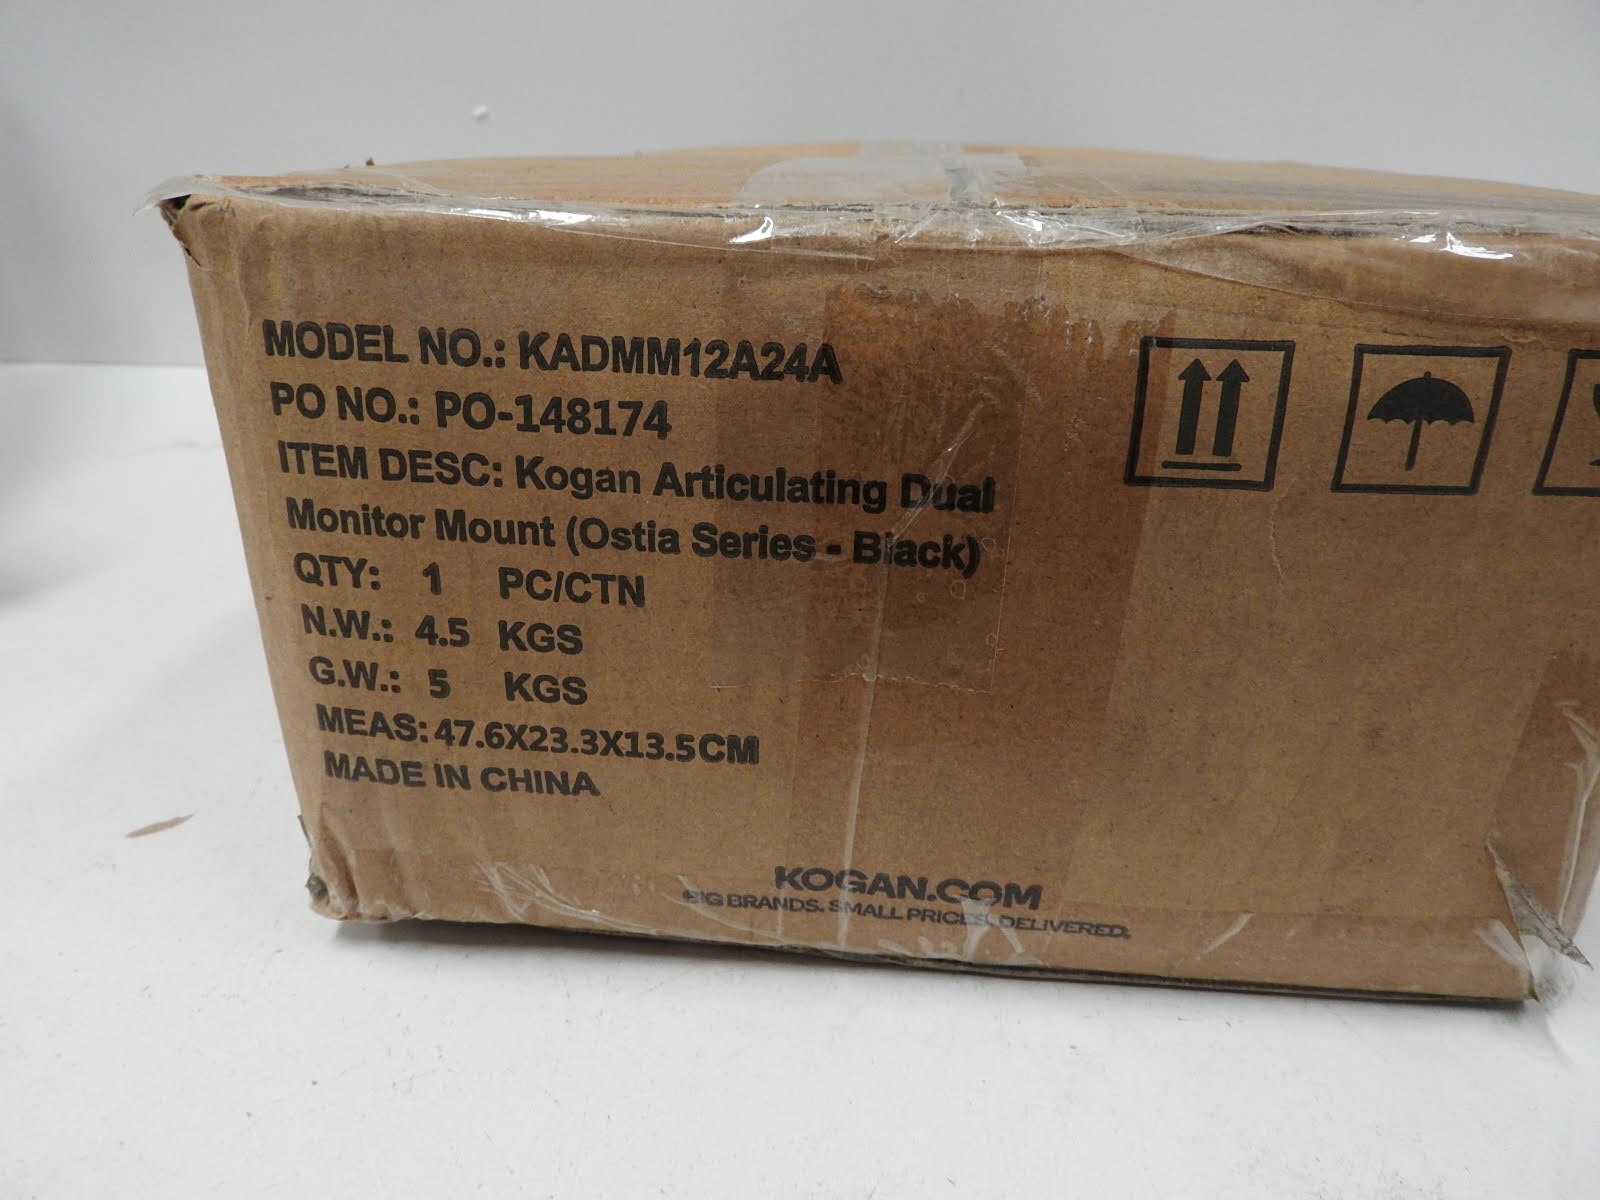 MODEL NO.: KADMM12A24A
PO NO.: PO-148174
ITEM DESC: Kogan Articulating Dual
Monitor Mount (Ostia Series - Black)
QTY: 1 PC/CTN
N.W.: 4.5 KGS
G.W.: 5 KGS
MEAS: 47.6X23.3X13.5CM
MADE IN CHINA
KOGAN.COM
BIG BRANDS. SMALL PRICES. DELIVERED.